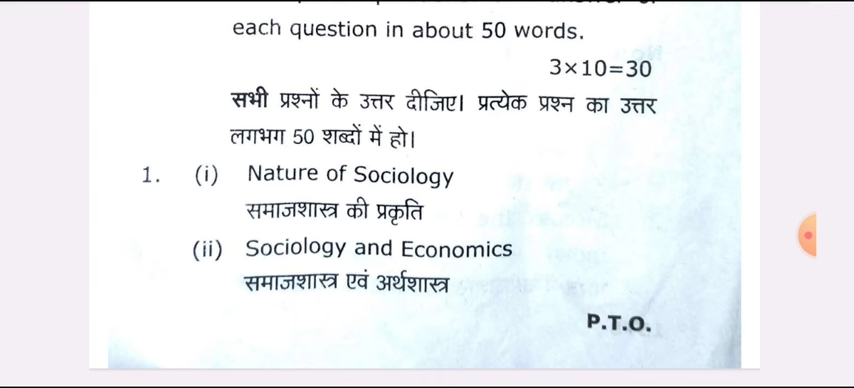 each question in about 50 words.
3×10=30
सभी प्रश्नों के उत्तर दीजिए। प्रत्येक प्रश्न का उत्तर
लगभग 50 शब्दों में हो।
1. (i) Nature of Sociology
समाजशास्त्र की प्रकृति
(ii) Sociology and Economics
समाजशास्त्र एवं अर्थशास्त्र
P.T.O.